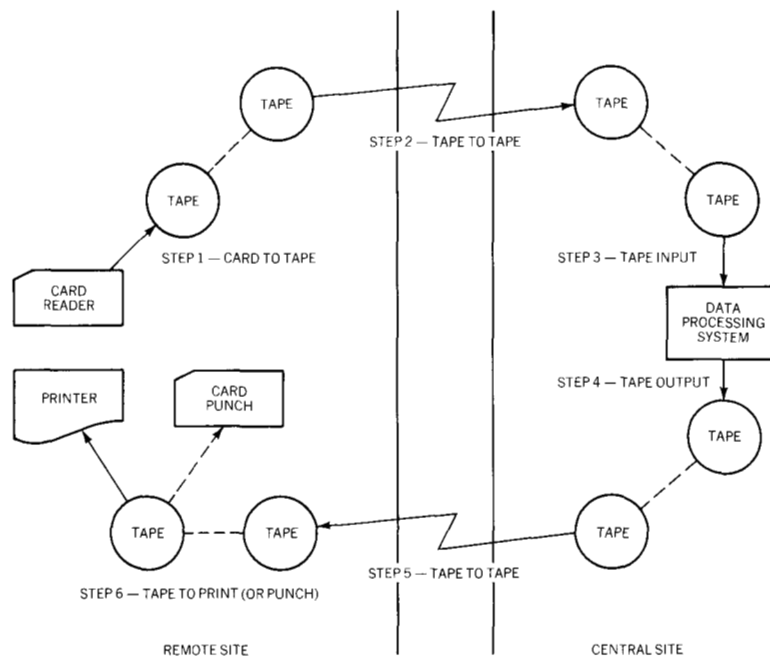 TAPE
TAPE
STEP 2 — TAPE TO TAPE
TAPE
TAPE
STEP 1 — CARD TO TAPE
STEP 3 — TAPE INPUT
CARD
READER
DATA
PROCESSING
SYSTEM
PRINTER
CARD
PUNCH
STEP 4 — TAPE OUTPUT
TAPE
TAPE
TAPE
TAPE
STEP 5 — TAPE TO TAPE
STEP 6 — TAPE TO PRINT (OR PUNCH)
REMOTE SITE
CENTRAL SITE